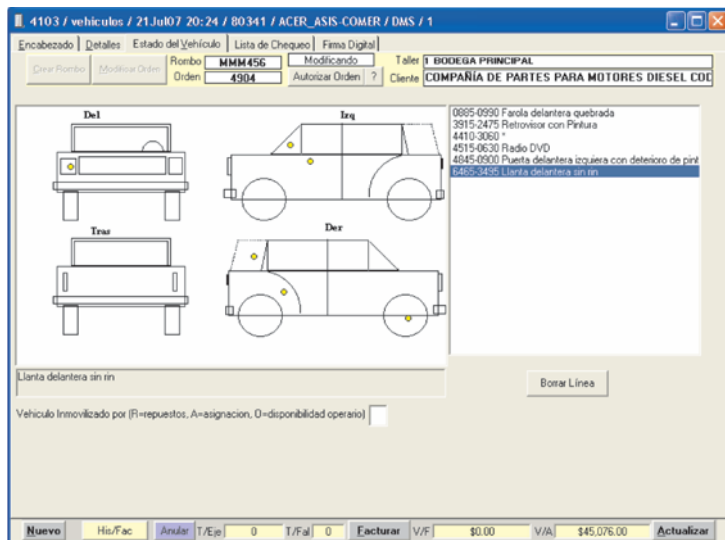 4103 / vehiculos / 21Jul07 20:24 / 80341 / ACER_ASIS-COMER / DMS / 1
Encabezado Detalles Estado del Vehículo Lista de Chequeo Firma Digital
Crear Rombo Modificar Orden Rombo MMM456 Modificando Taller 1 BODEGA PRINCIPAL
Orden 4904 Autorizar Orden ? Cliente COMPAÑÍA DE PARTES PARA MOTORES DIESEL COD
Del Izq
Tras Der
0885-0990 Farola delantera quebrada
3915-2475 Retrovisor con Pintura
4410-3060 *
4515-0630 Radio DVD
4845-0900 Puesta delantera izquiera con deterioro de pint
6465-3495 Llanta delantera sin rin
Llanta delantera sin rin
Borrar Línea
Vehiculo Inmovilizado por (R=repuestos, A=asignacion, O=disponibilidad operario)
Nuevo His/Fac Anular T/Eje 0 T/Fal 0 Facturar V/F $0.00 V/A $45,076.00 Actualizar